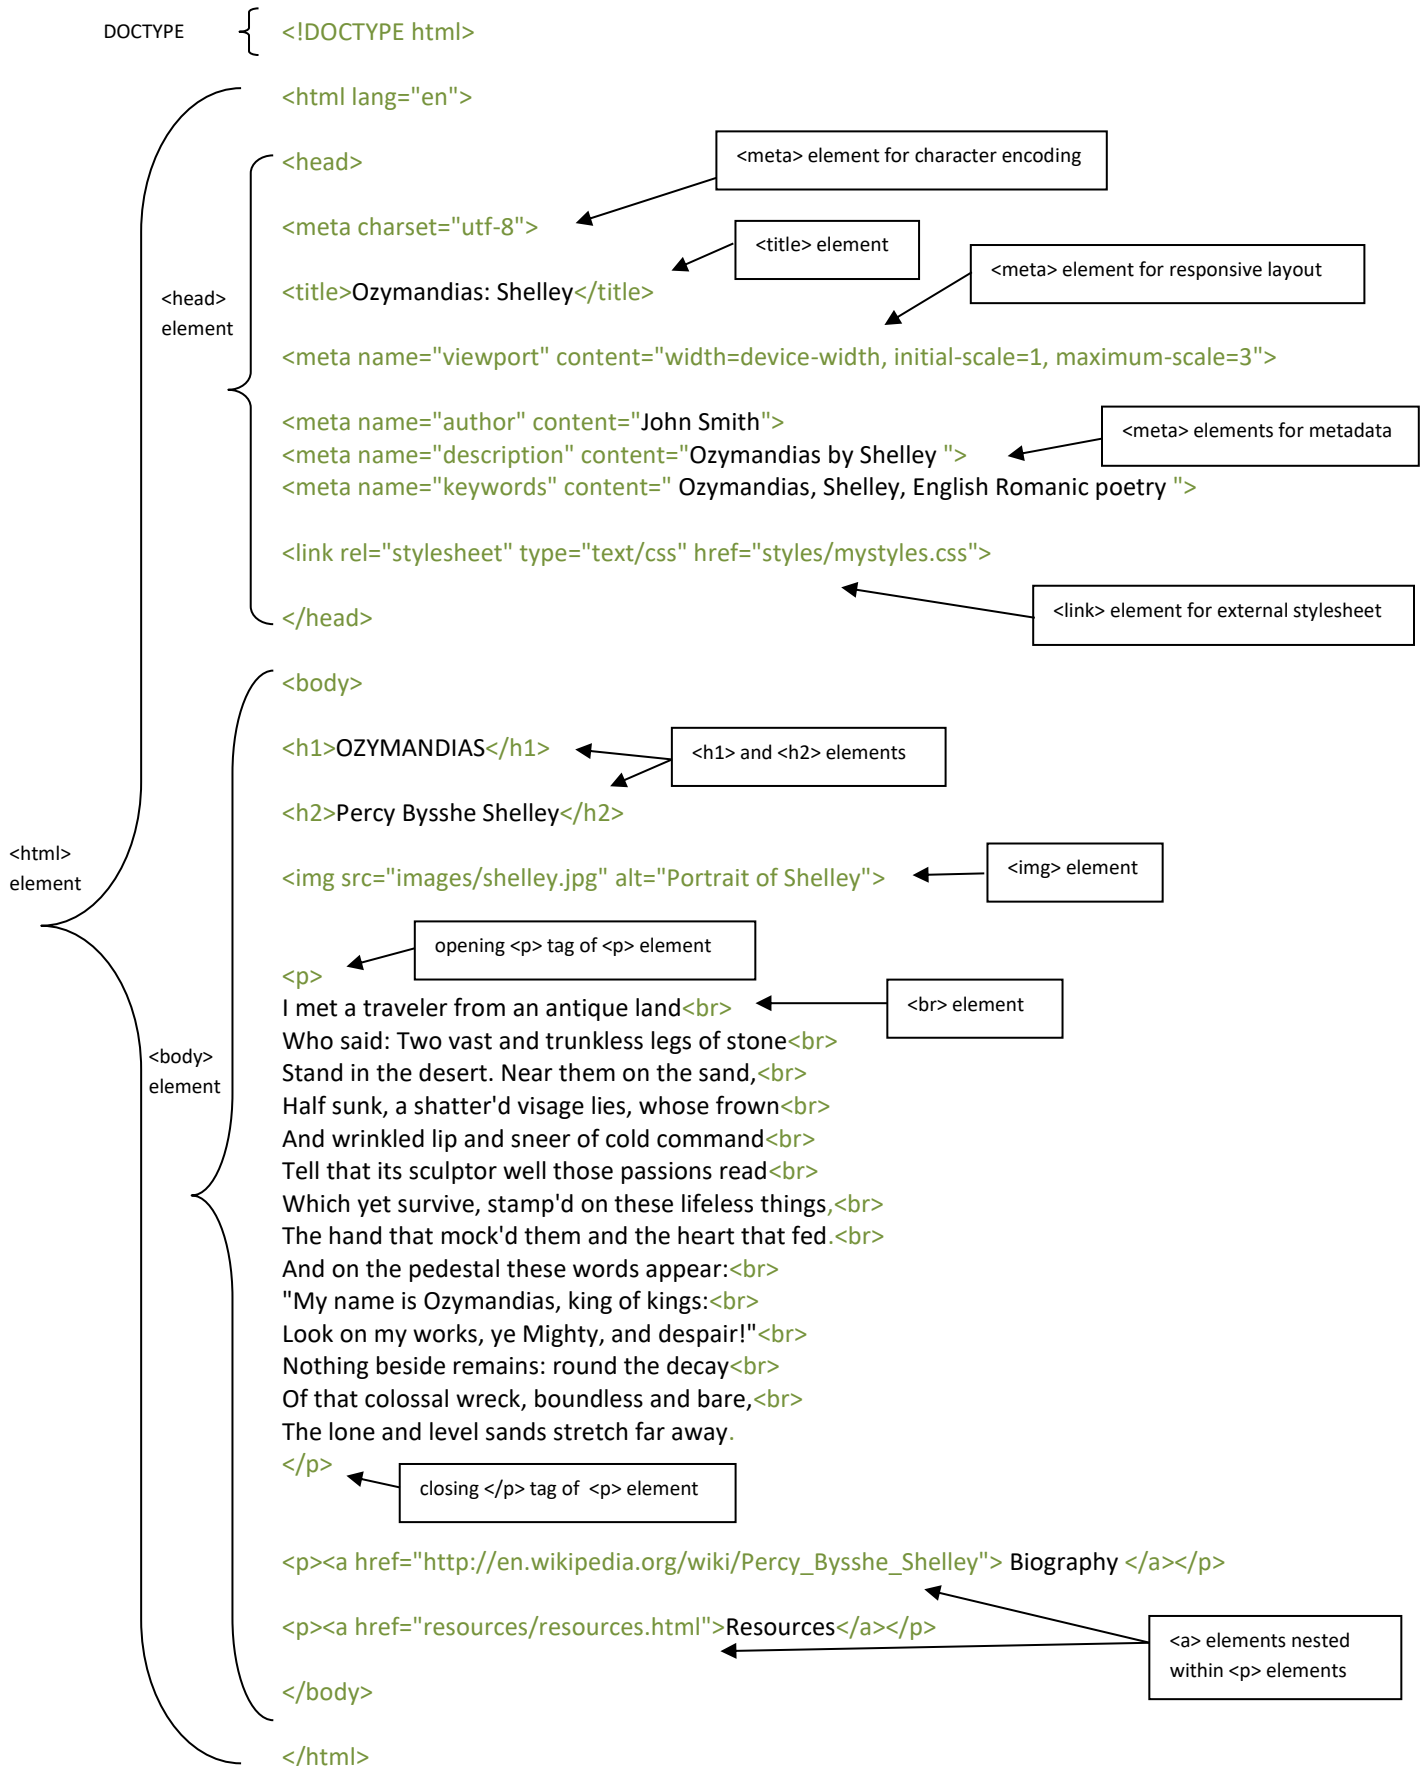 DOCTYPE
<!DOCTYPE html>
<html lang="en">
<head>
<meta> element for character encoding
<meta charset="utf-8">
<title> element
<meta> element for responsive layout
<title>Ozymandias: Shelley</title>
<head>
element
<meta name="viewport" content="width=device-width, initial-scale=1, maximum-scale=3">
<meta name="author" content="John Smith">
<meta> elements for metadata
<meta name="description" content="Ozymandias by Shelley ">
<meta name="keywords" content=" Ozymandias, Shelley, English Romanic poetry ">
<link rel="stylesheet" type="text/css" href="styles/mystyles.css">
<link> element for external stylesheet
</head>
<body>
<h1>OZYMANDIAS</h1>
<h1> and <h2> elements
<h2>Percy Bysshe Shelley</h2>
<html>
element
<img src="images/shelley.jpg" alt="Portrait of Shelley">
<img> element
opening <p> tag of <p> element
<p>
I met a traveler from an antique land<br>
<br> element
Who said: Two vast and trunkless legs of stone<br>
<body>
element
Stand in the desert. Near them on the sand,<br>
Half sunk, a shatter'd visage lies, whose frown<br>
And wrinkled lip and sneer of cold command<br>
Tell that its sculptor well those passions read<br>
Which yet survive, stamp'd on these lifeless things,<br>
The hand that mock'd them and the heart that fed.<br>
And on the pedestal these words appear:<br>
"My name is Ozymandias, king of kings:<br>
Look on my works, ye Mighty, and despair!"<br>
Nothing beside remains: round the decay<br>
Of that colossal wreck, boundless and bare,<br>
The lone and level sands stretch far away.
</p>
closing </p> tag of  <p> element
<p><a href="http://en.wikipedia.org/wiki/Percy_Bysshe_Shelley"> Biography </a></p>
<p><a href="resources/resources.html">Resources</a></p>
<a> elements nested
within <p> elements
</body>
</html>